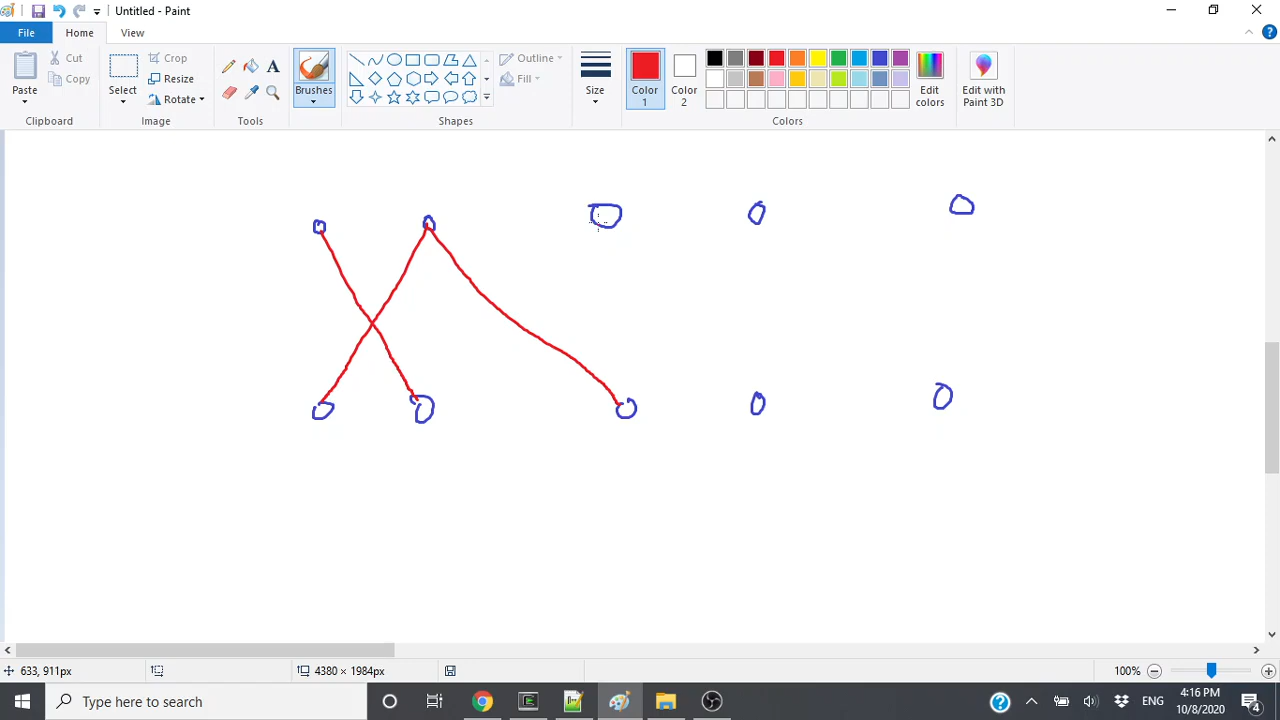 Untitled - Paint
File
Home
View
Paste
Cut
Copy
Clipboard
Select
Crop
Resize
Rotate
Image
Tools
Brushes
Shapes
Outline
Fill
Size
Color 1
Color 2
Colors
Edit colors
Edit with Paint 3D
633, 911px
4380 × 1984px
100%
Type here to search
ENG
4:16 PM
10/8/2020
4